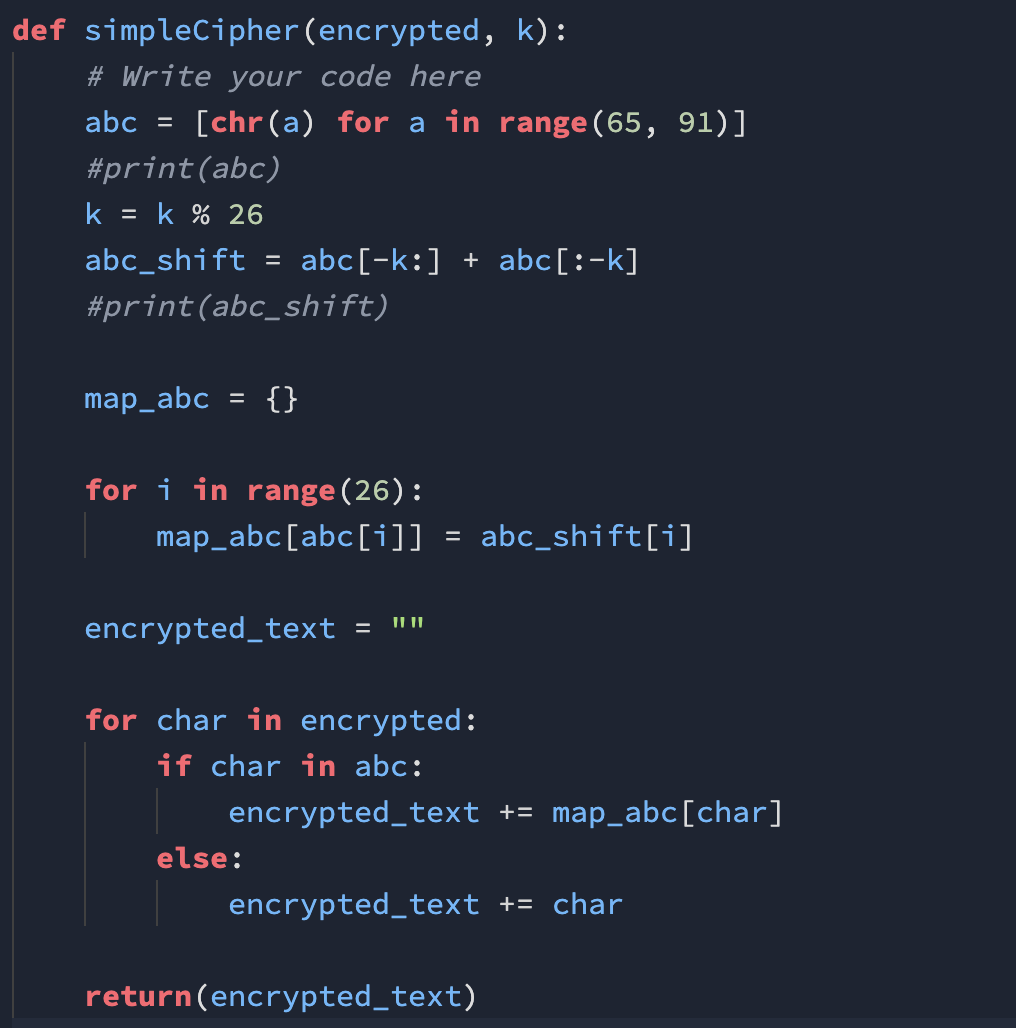 def simpleCipher(encrypted, k):
    # Write your code here
    abc = [chr(a) for a in range(65, 91)]
    #print(abc)
    k = k % 26
    abc_shift = abc[-k:] + abc[:-k]
    #print(abc_shift)

    map_abc = {}

    for i in range(26):
        map_abc[abc[i]] = abc_shift[i]

    encrypted_text = ""

    for char in encrypted:
        if char in abc:
            encrypted_text += map_abc[char]
        else:
            encrypted_text += char

    return(encrypted_text)